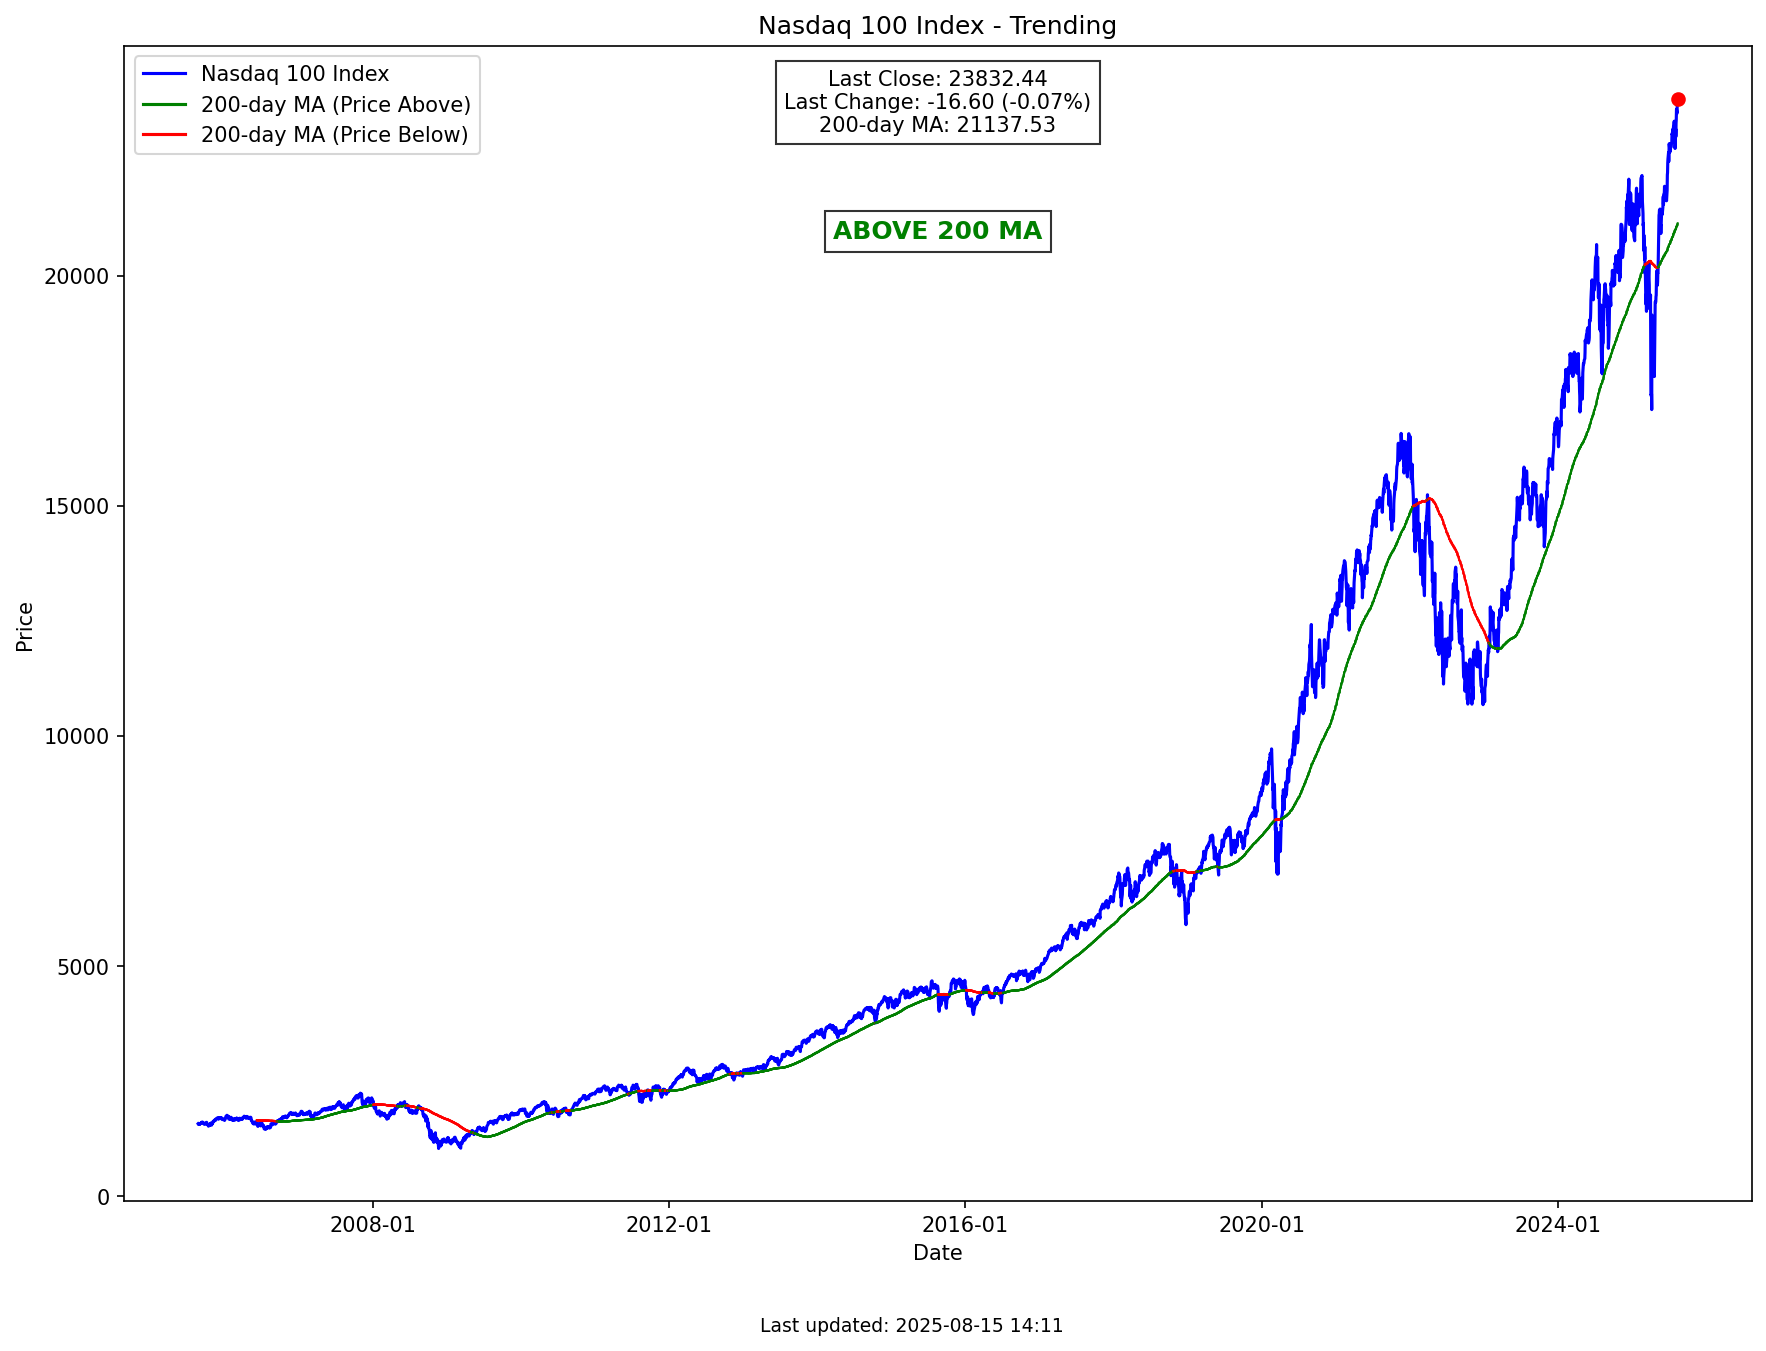 Nasdaq 100 Index - Trending
Nasdaq 100 Index
200-day MA (Price Above)
200-day MA (Price Below)
Last Close: 23832.44
Last Change: -16.60 (-0.07%)
200-day MA: 21137.53
ABOVE 200 MA
Price
20000
15000
10000
5000
0
2008-01
2012-01
2016-01
2020-01
2024-01
Date
Last updated: 2025-08-15 14:11